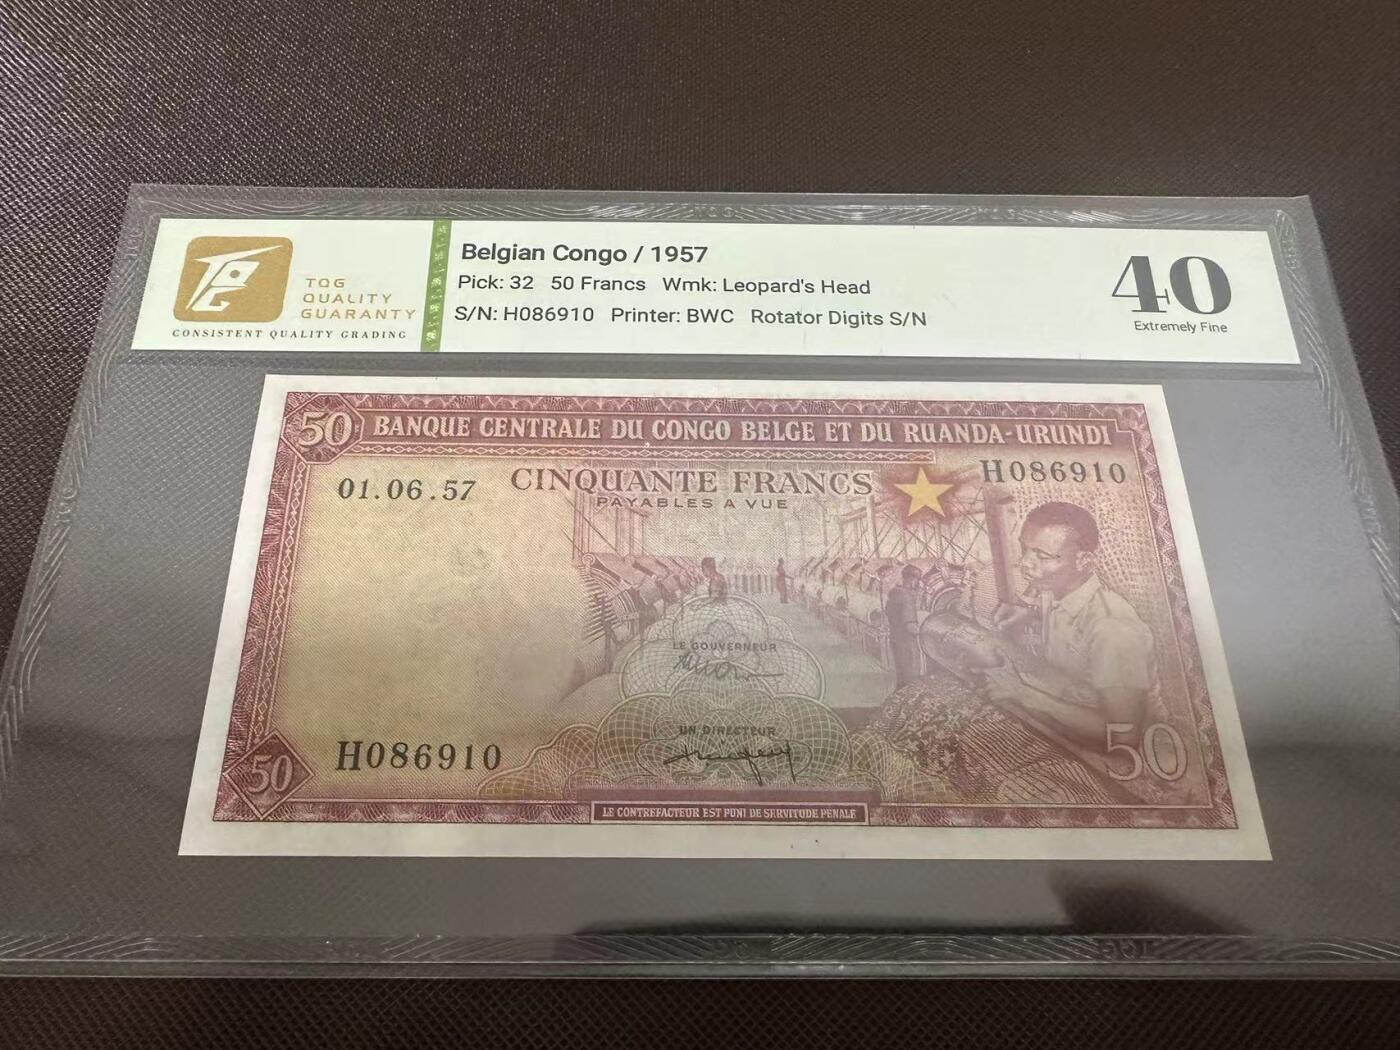 TQG
QUALITY
GUARANTY
CONSISTENT QUALITY GRADING
Belgian Congo / 1957
Pick: 32 50 Francs Wmk: Leopard's Head
S/N: H086910 Printer: BWC Rotator Digits S/N
40
Extremely Fine
50 BANQUE CENTRALE DU CONGO BELGE ET DU RUANDA-URUNDI
01.06.57 CINQUANTE FRANCS H086910
PAYABLES A VUE
LE GOUVERNEUR
UN DIRECTEUR
H086910
50
50
LE CONTREFACTEUR EST PUNI DE SERVITUDE PENALE